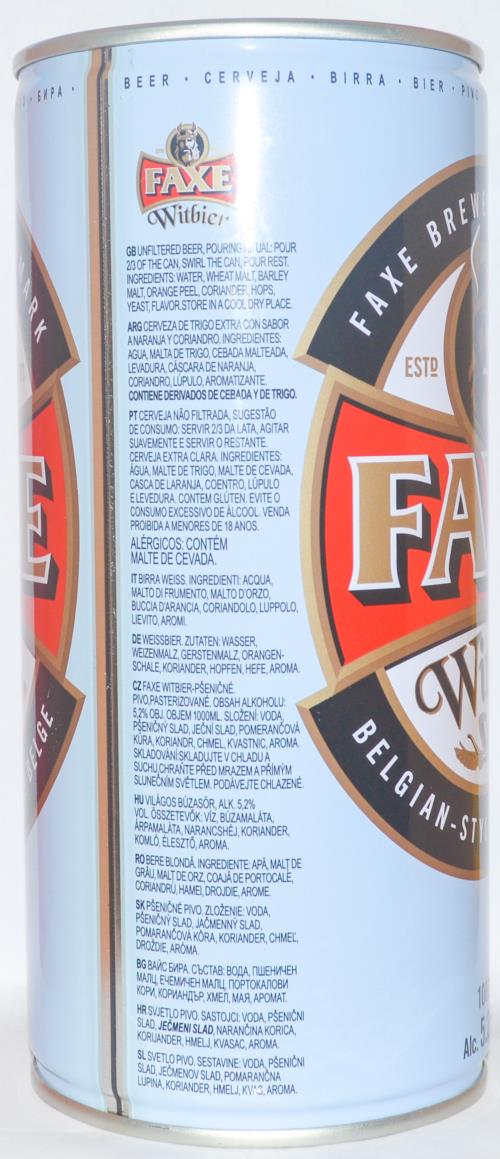 БИРА · BEER · CERVEJA · BIRRA · BIER ·
FAXE
Witbier
GB UNFILTERED BEER, POURING RITUAL: POUR
2/3 OF THE CAN, SWIRL THE CAN, POUR REST.
INGREDIENTS: WATER, WHEAT MALT, BARLEY
MALT, ORANGE PEEL, CORIANDER, HOPS,
YEAST, FLAVOR.STORE IN A COOL DRY PLACE.
ARG CERVEZA DE TRIGO EXTRA CON SABOR
A NARANJA Y CORIANDRO. INGREDIENTES:
AGUA, MALTA DE TRIGO, CEBADA MALTEADA,
LEVADURA, CÁSCARA DE NARANJA,
CORIANDRO, LÚPULO, AROMATIZANTE.
CONTIENE DERIVADOS DE CEBADA Y DE TRIGO.
PT CERVEJA NÃO FILTRADA, SUGESTÃO
DE CONSUMO: SERVIR 2/3 DA LATA, AGITAR
SUAVEMENTE E SERVIR O RESTANTE.
CERVEJA EXTRA CLARA. INGREDIENTES:
ÁGUA, MALTE DE TRIGO, MALTE DE CEVADA,
CASCA DE LARANJA, COENTRO, LÚPULO
E LEVEDURA. CONTEM GLÚTEN. EVITE O
CONSUMO EXCESSIVO DE ÁLCOOL. VENDA
PROIBIDA A MENORES DE 18 ANOS.
ALÉRGICOS: CONTÉM
MALTE DE CEVADA.
IT BIRRA WEISS. INGREDIENTI: ACQUA,
MALTO DI FRUMENTO, MALTO D'ORZO,
BUCCIA D'ARANCIA, CORIANDOLO, LUPPOLO,
LIEVITO, AROMI.
DE WEISSBIER. ZUTATEN: WASSER,
WEIZENMALZ, GERSTENMALZ, ORANGEN-
SCHALE, KORIANDER, HOPFEN, HEFE, AROMA.
CZ FAXE WITBIER-PŠENIČNÉ
PIVO,PASTERIZOVANÉ. OBSAH ALKOHOLU:
5,2% OBJ. OBJEM 1000ML. SLOŽENÍ: VODA,
PŠENIČNÝ SLAD, JEČNÍ SLAD, POMERANČOVÁ
KŮRA, KORIANDR, CHMEL, KVASTNIC, AROMA.
SKLADOVÁNÍ:SKLADUJTE V CHLADU A
SUCHU,CHRAŇTE PŘED MRAZEM A PŘÍMÝM
SLUNEČNÍM SVĚTLEM. PODÁVEJTE CHLAZENÉ.
HU VILÁGOS BÚZASÖR, ALK. 5,2%
VOL. ÖSSZETEVŐK: VÍZ, BÚZAMALÁTA,
ÁRPAMALÁTA, NARANCSHÉJ, KORIANDER,
KOMLÓ, ÉLESZTŐ, AROMA.
RO BERE BLONDĂ. INGREDIENTE: APĂ, MALȚ DE
GRÂU, MALȚ DE ORZ, COAJĂ DE PORTOCALE,
CORIANDRU, HAMEI, DROJDIE, AROME.
SK PŠENIČNÉ PIVO. ZLOŽENIE: VODA,
PŠENIČNÝ SLAD, JAČMENNÝ SLAD,
POMARANČOVÁ KÔRA, KORIANDER, CHMEĽ,
DROŽDIE, ARÓMA.
BG ВАЙС БИРА. СЪСТАВ: ВОДА, ПШЕНИЧЕН
МАЛЦ, ЕЧЕМИЧЕН МАЛЦ, ПОРТОКАЛОВИ
КОРИ, КОРИАНДЪР, ХМЕЛ, МАЯ, АРОМАТ.
HR SVJETLO PIVO. SASTOJCI: VODA, PŠENIČNI
SLAD, JEČMENI SLAD, NARANČINA KORICA,
KORIJANDER, HMELJ, KVASAC, AROMA.
SL SVETLO PIVO. SESTAVINE: VODA, PŠENIČNI
SLAD, JEČMENOV SLAD, POMARANČNA
LUPINA, KORIANDER, HMELJ, KVAS, AROMA.
FAXE BREWE
ESTD
FAX
Wit
BELGIAN-STY
Alc. 5,
ARK
E
BELGE